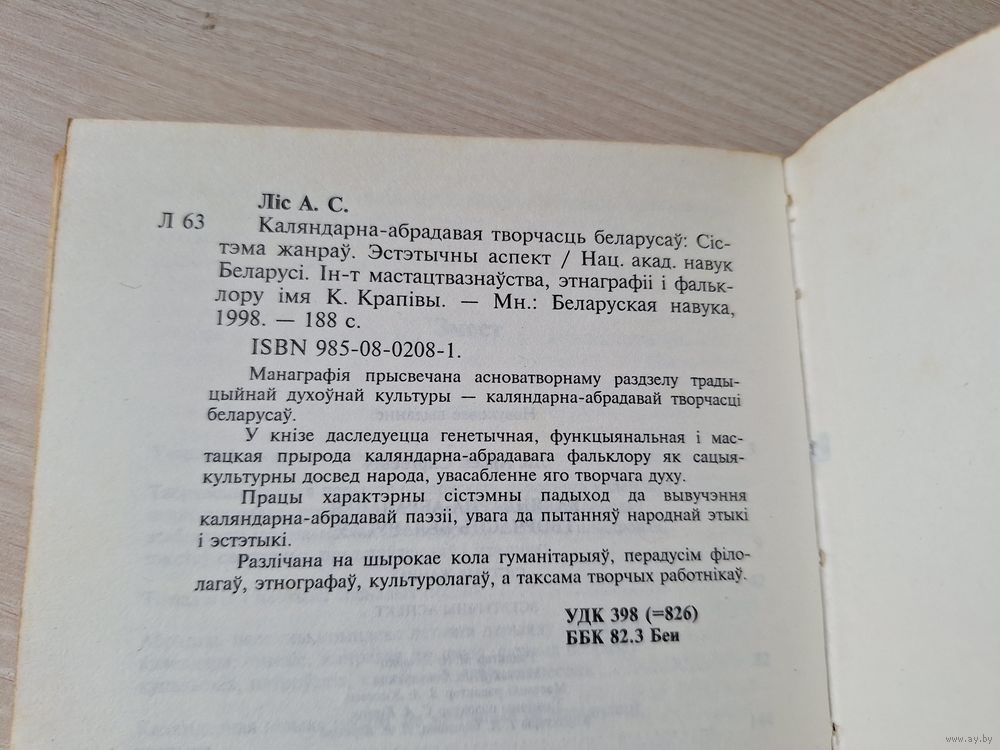 Ліс А. С.
Л 63
Каляндарна-абрадавая творчасць беларусаў: Сіс-
тэма жанраў. Эстэтычны аспект / Нац. акад. навук
Беларусі. Ін-т мастацтвазнаўства, этнаграфіі і фальк-
лору імя К. Крапівы. — Мн.: Беларуская навука,
1998. — 188 с.
ISBN 985-08-0208-1.
Манаграфія прысвечана асноватворнаму раздзелу трады-
цыйнай духоўнай культуры — каляндарна-абрадавай творчасці
беларусаў.
У кнізе даследуецца генетычная, функцыянальная і мас-
тацкая прырода каляндарна-абрадавага фальклору як сацыя-
культурны досвед народа, увасабленне яго творчага духу.
Працы характэрны сістэмны падыход да вывучэння
каляндарна-абрадавай паэзіі, увага да пытанняў народнай этыкі
і эстэтыкі.
Разлічана на шырокае кола гуманітарыяў, перадусім філо-
лагаў, этнографаў, культуролагаў, а таксама творчых работнікаў.
УДК 398 (=826)
ББК 82.3 Беи
www.ay.by